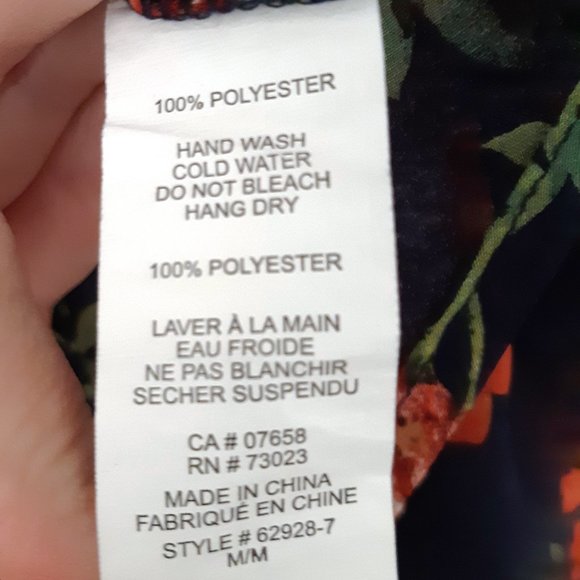 100% POLYESTER
HAND WASH
COLD WATER
DO NOT BLEACH
HANG DRY
100% POLYESTER
LAVER À LA MAIN
EAU FROIDE
NE PAS BLANCHIR
SECHER SUSPENDU
CA # 07658
RN # 73023
MADE IN CHINA
FABRIQUÉ EN CHINE
STYLE # 62928-7
M/M